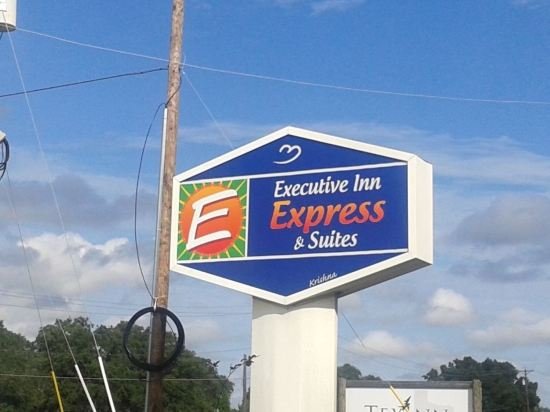 E
Executive Inn
Express
& Suites
Krishna